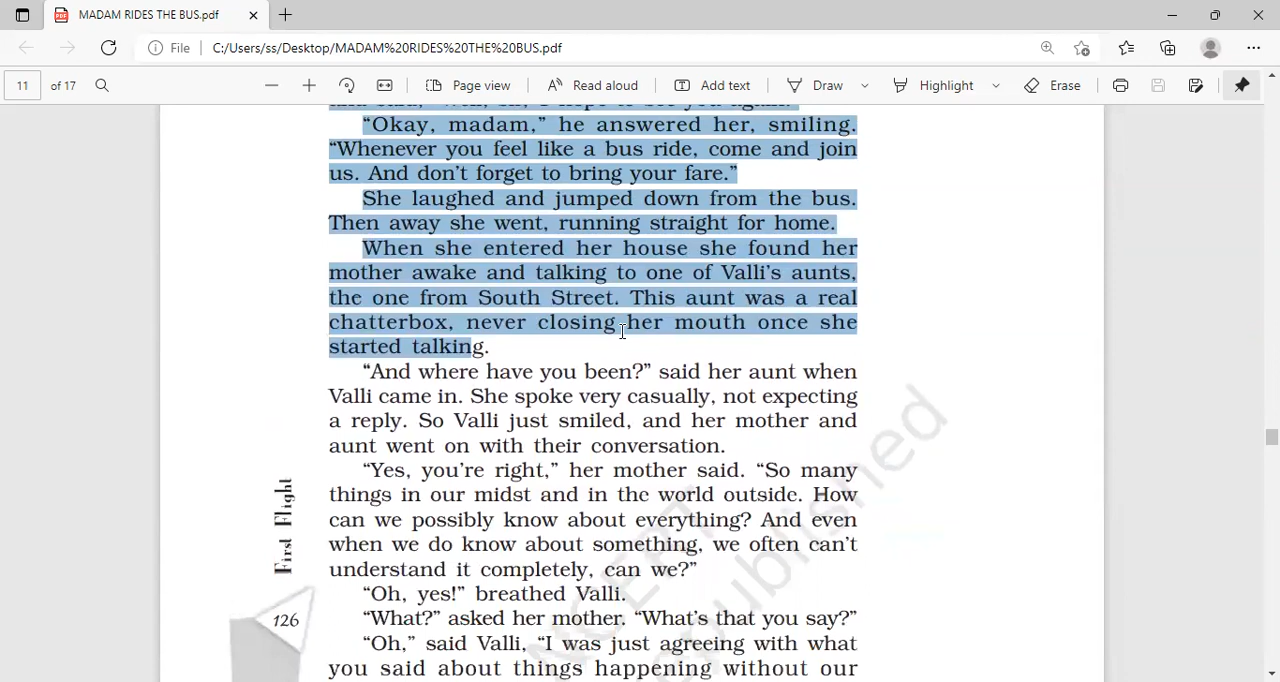 MADAM RIDES THE BUS.pdf
File C:/Users/ss/Desktop/MADAM%20RIDES%20THE%20BUS.pdf
11 of 17 Page view Read aloud Add text Draw Highlight Erase
“Okay, madam,” he answered her, smiling.
“Whenever you feel like a bus ride, come and join
us. And don’t forget to bring your fare.”
She laughed and jumped down from the bus.
Then away she went, running straight for home.
When she entered her house she found her
mother awake and talking to one of Valli’s aunts,
the one from South Street. This aunt was a real
chatterbox, never closing her mouth once she
started talking.
“And where have you been?” said her aunt when
Valli came in. She spoke very casually, not expecting
a reply. So Valli just smiled, and her mother and
aunt went on with their conversation.
“Yes, you’re right,” her mother said. “So many
things in our midst and in the world outside. How
can we possibly know about everything? And even
when we do know about something, we often can’t
understand it completely, can we?”
“Oh, yes!” breathed Valli.
“What?” asked her mother. “What’s that you say?”
“Oh,” said Valli, “I was just agreeing with what
you said about things happening without our
First Flight
126
NCERT
republished